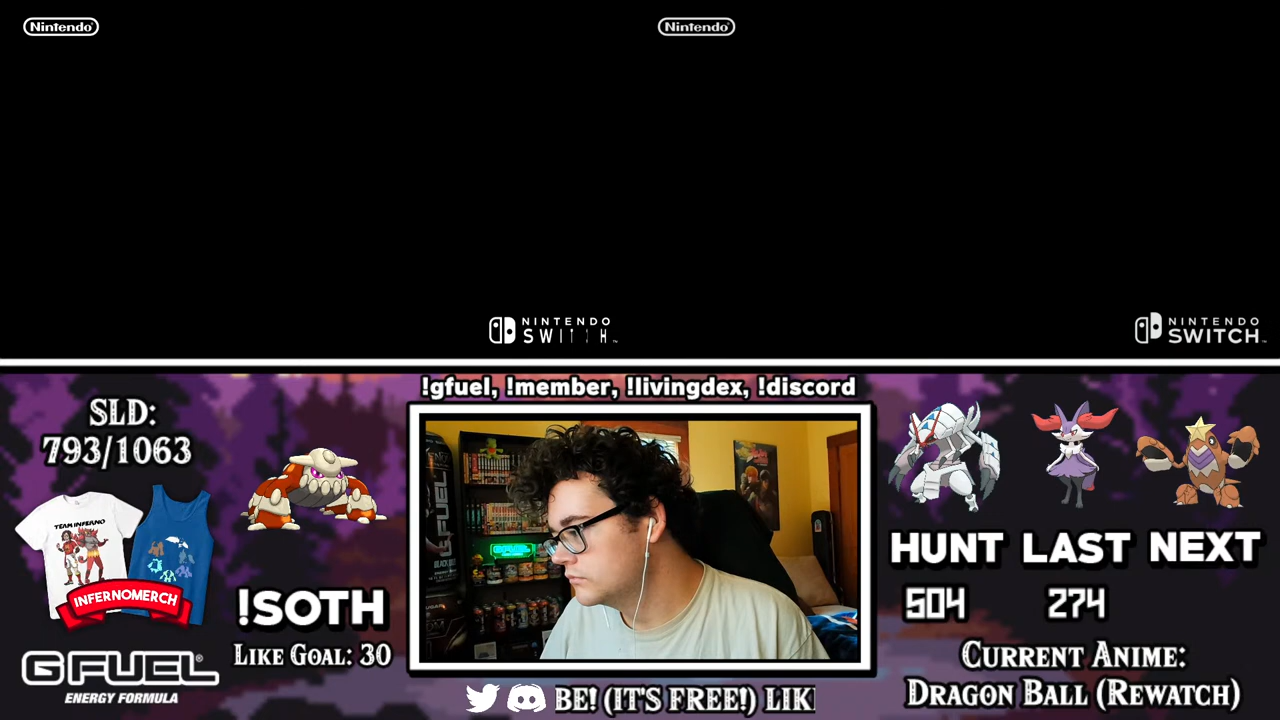 Nintendo
Nintendo
NINTENDO
SWITCH
NINTENDO
SWITCH
!gfuel, !member, !livingdex, !discord
SLD:
793/1063
TEAM INFERNO
INFERNOMERCH
!SOTH
LIKE GOAL: 30
G FUEL
ENERGY FORMULA
GFUEL
HUNT LAST NEXT
504 274
CURRENT ANIME:
DRAGON BALL (REWATCH)
BE! (IT'S FREE!) LIK